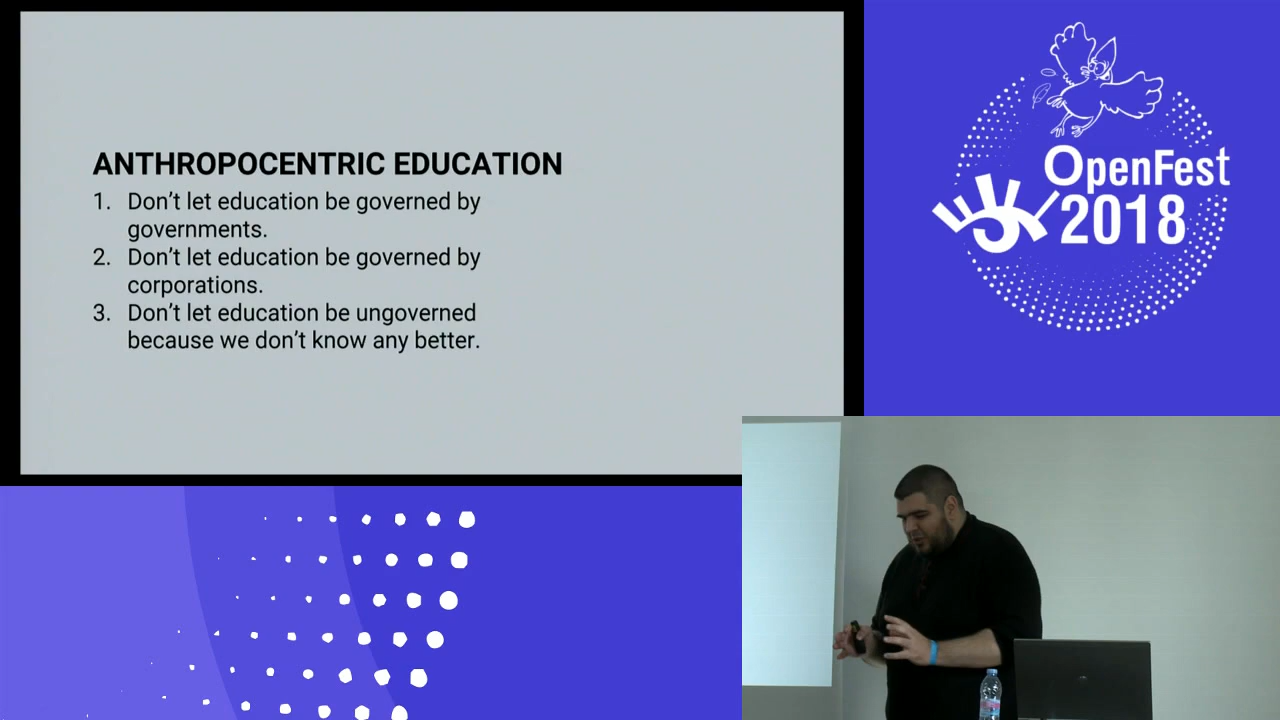 ANTHROPOCENTRIC EDUCATION
1. Don’t let education be governed by
governments.
2. Don’t let education be governed by
corporations.
3. Don’t let education be ungoverned
because we don’t know any better.
OpenFest
2018